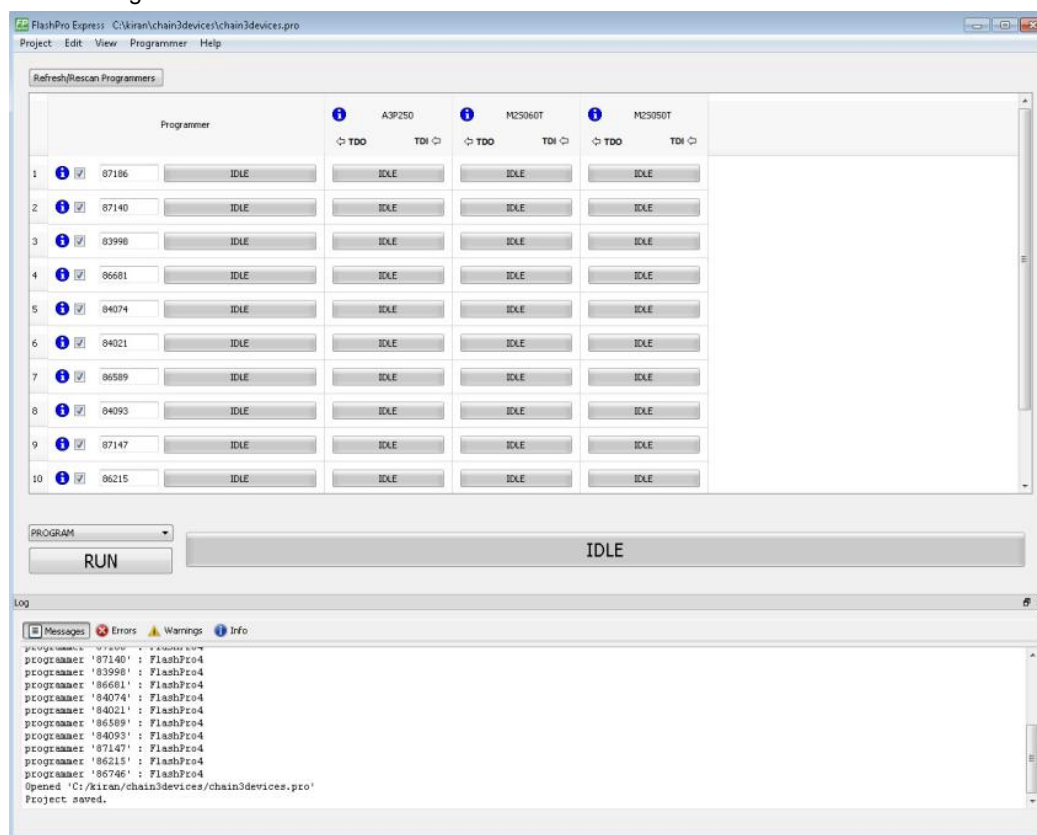 FlashPro Express C:\kiran\chain3devices\chain3devices.pro
Project Edit View Programmer Help
Refresh/Rescan Programmers
Programmer A3P250 M2S060T M2S050T
TDO TDI TDO TDI TDO TDI
1 87186 IDLE IDLE IDLE IDLE
2 87140 IDLE IDLE IDLE IDLE
3 83998 IDLE IDLE IDLE IDLE
4 86681 IDLE IDLE IDLE IDLE
5 84074 IDLE IDLE IDLE IDLE
6 84021 IDLE IDLE IDLE IDLE
7 86589 IDLE IDLE IDLE IDLE
8 84093 IDLE IDLE IDLE IDLE
9 87147 IDLE IDLE IDLE IDLE
10 86215 IDLE IDLE IDLE IDLE
PROGRAM
RUN IDLE
Log
Messages Errors Warnings Info
programmer '87140' : FlashPro4
programmer '83998' : FlashPro4
programmer '86681' : FlashPro4
programmer '84074' : FlashPro4
programmer '84021' : FlashPro4
programmer '86589' : FlashPro4
programmer '84093' : FlashPro4
programmer '87147' : FlashPro4
programmer '86215' : FlashPro4
programmer '86746' : FlashPro4
Opened 'C:/kiran/chain3devices/chain3devices.pro'
Project saved.